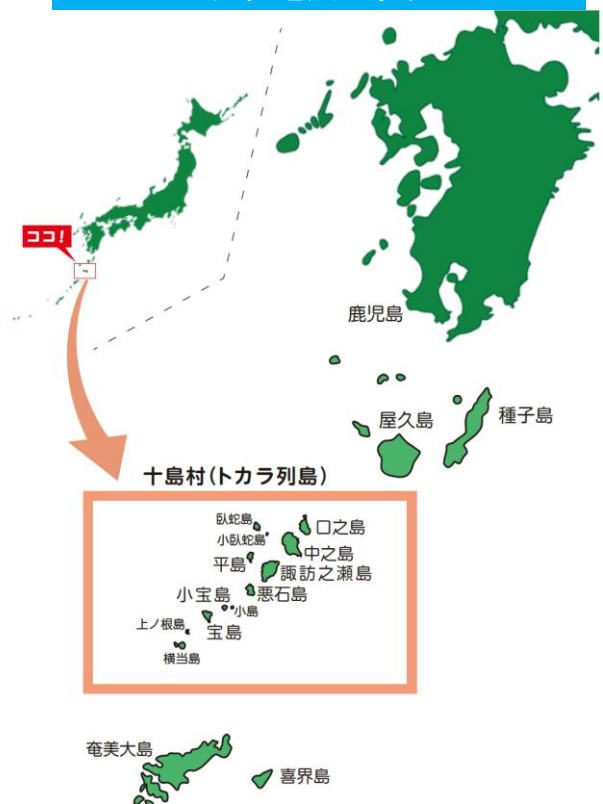 ココ!
鹿児島
屋久島
種子島
十島村(トカラ列島)
臥蛇島
口之島
小臥蛇島
中之島
平島
諏訪之瀬島
小宝島
悪石島
小島
上ノ根島
宝島
横当島
奄美大島
喜界島